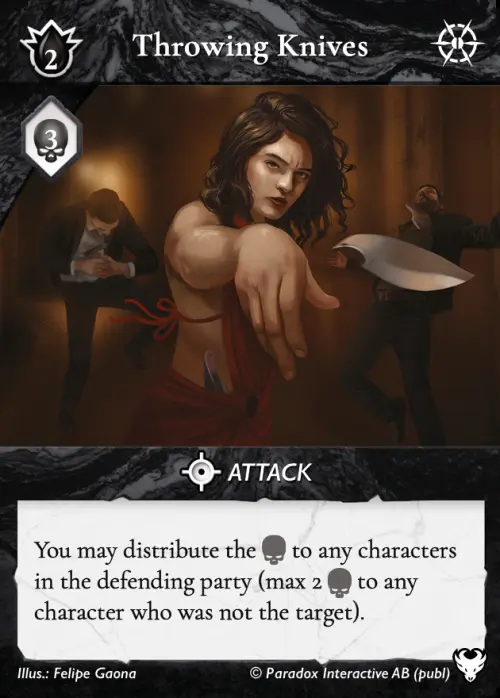 2
Throwing Knives
3
ATTACK
You may distribute the to any characters
in the defending party (max 2 to any
character who was not the target).
Illus.: Felipe Gaona © Paradox Interactive AB (publ)